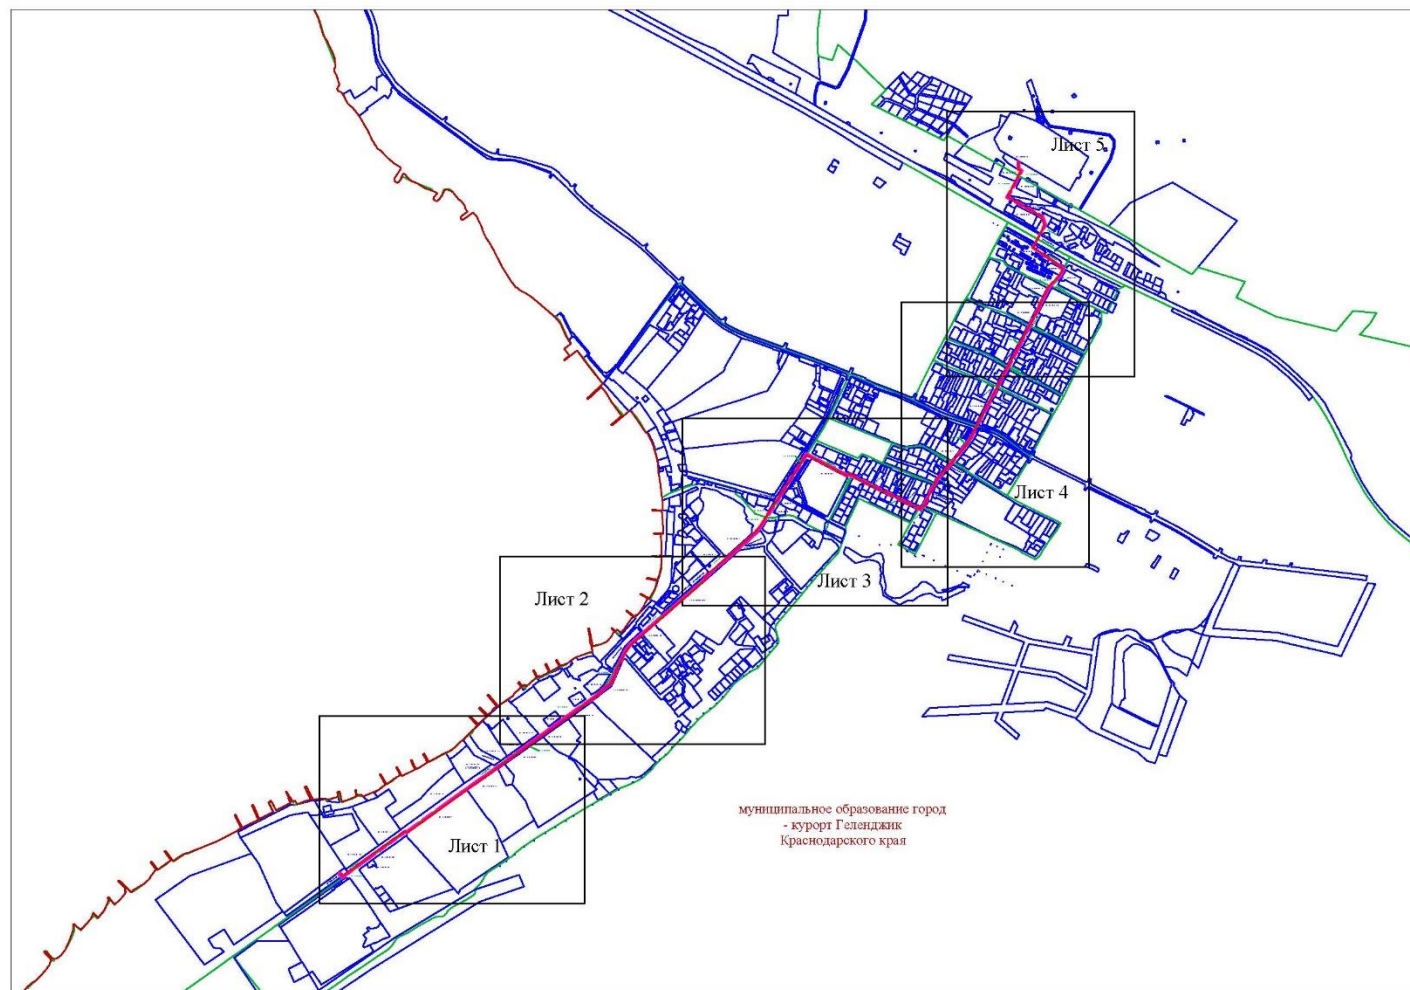 Лист 5
Лист 4
Лист 3
Лист 2
муниципальное образование город
- курорт Геленджик
Краснодарского края
Лист 1